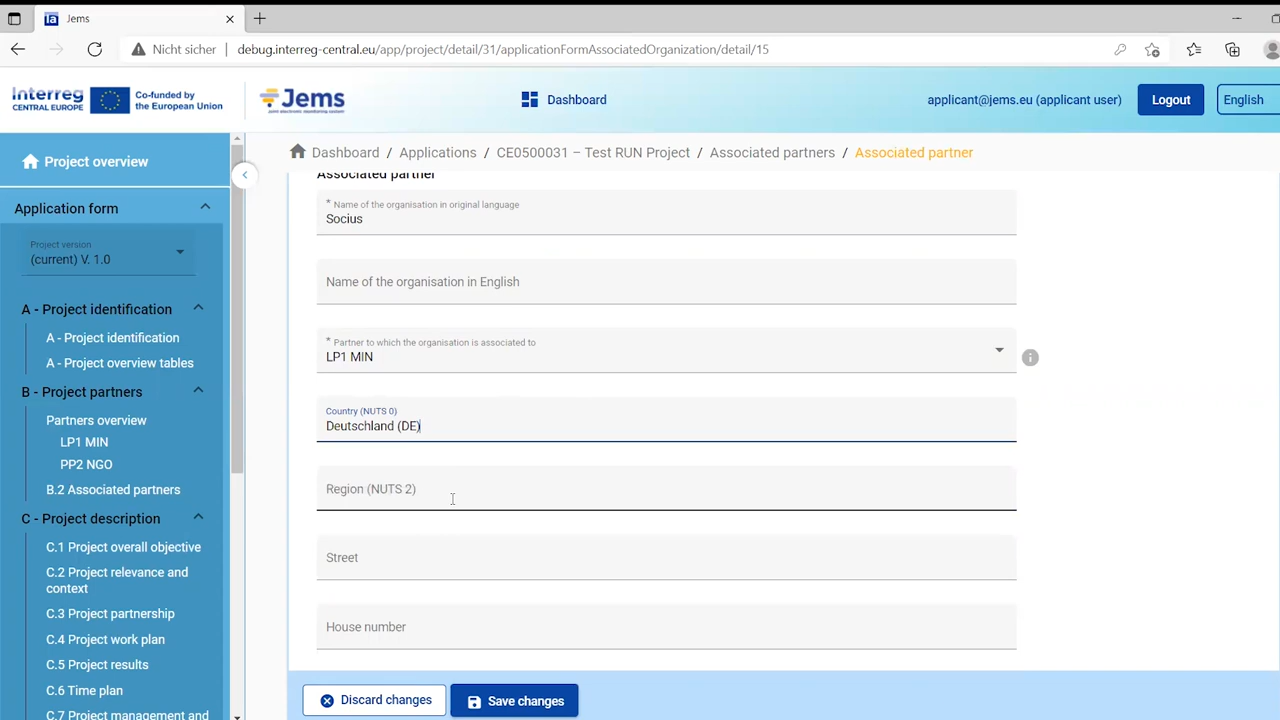 Jems
Nicht sicher
debug.interreg-central.eu/app/project/detail/31/applicationFormAssociatedOrganization/detail/15
Interreg
CENTRAL EUROPE
Co-funded by
the European Union
Jems
joint electronic monitoring system
Dashboard
applicant@jems.eu (applicant user)
Logout
English
Project overview
Dashboard / Applications / CE0500031 – Test RUN Project / Associated partners / Associated partner
Application form
Project version
(current) V. 1.0
A - Project identification
A - Project identification
A - Project overview tables
B - Project partners
Partners overview
LP1 MIN
PP2 NGO
B.2 Associated partners
C - Project description
C.1 Project overall objective
C.2 Project relevance and
context
C.3 Project partnership
C.4 Project work plan
C.5 Project results
C.6 Time plan
C.7 Project management and
Associated partner
* Name of the organisation in original language
Socius
Name of the organisation in English
* Partner to which the organisation is associated to
LP1 MIN
Country (NUTS 0)
Deutschland (DE)
Region (NUTS 2)
Street
House number
Discard changes
Save changes